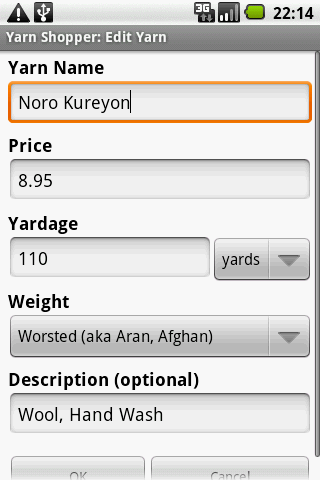 3G 22:14
Yarn Shopper: Edit Yarn
Yarn Name
Noro Kureyon
Price
8.95
Yardage
110 yards
Weight
Worsted (aka Aran, Afghan)
Description (optional)
Wool, Hand Wash
OK Cancel